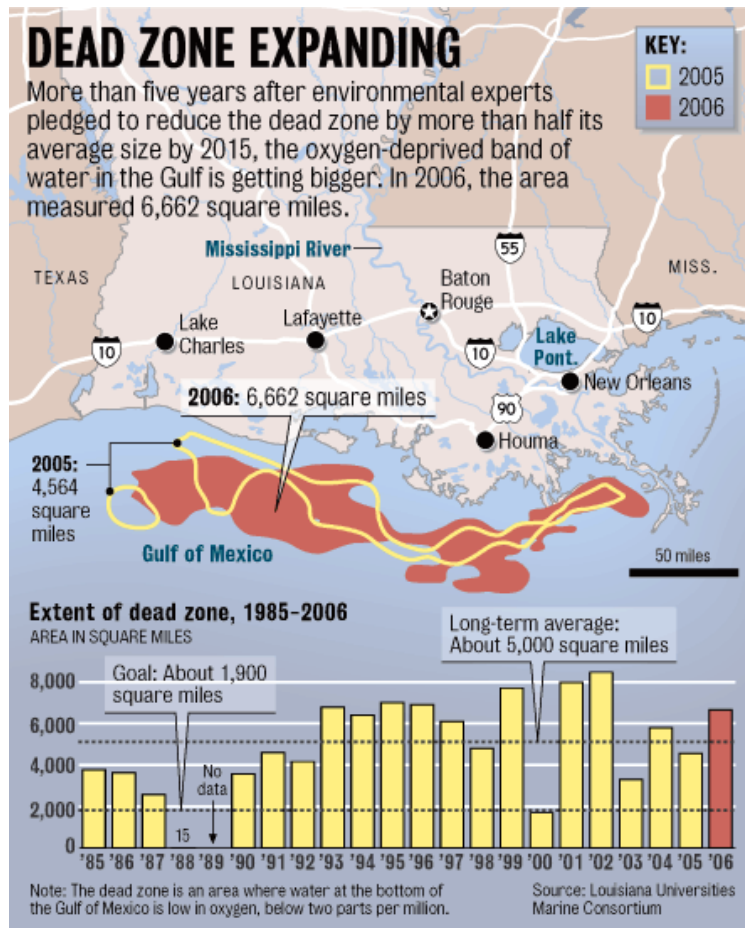 DEAD ZONE EXPANDING
More than five years after environmental experts
pledged to reduce the dead zone by more than half its
average size by 2015, the oxygen-deprived band of
water in the Gulf is getting bigger. In 2006, the area
measured 6,662 square miles.
KEY:
2005
2006
Mississippi River
55
TEXAS
LOUISIANA
MISS.
Baton
Rouge
Lake
Charles
Lafayette
10
10
10
Lake
Pont.
New Orleans
2006: 6,662 square miles
90
Houma
2005:
4,564
square
miles
Gulf of Mexico
50 miles
Extent of dead zone, 1985–2006
AREA IN SQUARE MILES
Long-term average:
About 5,000 square miles
Goal: About 1,900
square miles
8,000
6,000
4,000
2,000
0
No
data
15
'85 '86 '87 '88 '89 '90 '91 '92 '93 '94 '95 '96 '97 '98 '99 '00 '01 '02 '03 '04 '05 '06
Note: The dead zone is an area where water at the bottom of
the Gulf of Mexico is low in oxygen, below two parts per million.
Source: Louisiana Universities
Marine Consortium